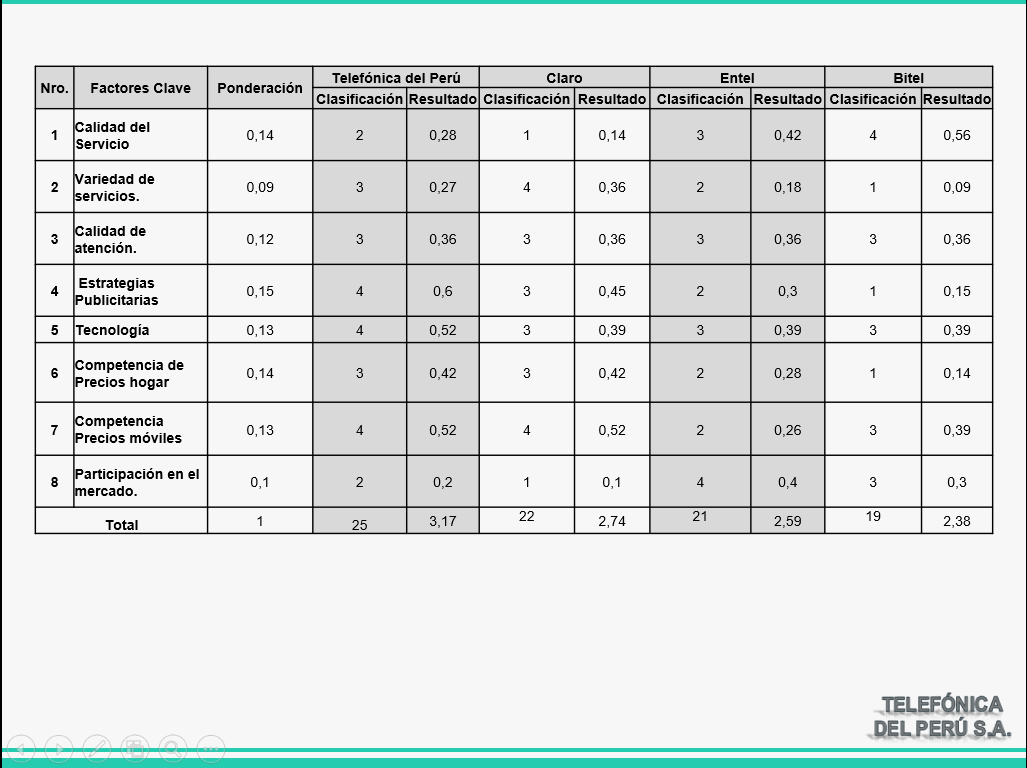 Nro. Factores Clave Ponderación Telefónica del Perú Claro Entel Bitel
Clasificación Resultado Clasificación Resultado Clasificación Resultado Clasificación Resultado
1 Calidad del Servicio 0,14 2 0,28 1 0,14 3 0,42 4 0,56
2 Variedad de servicios. 0,09 3 0,27 4 0,36 2 0,18 1 0,09
3 Calidad de atención. 0,12 3 0,36 3 0,36 3 0,36 3 0,36
4 Estrategias Publicitarias 0,15 4 0,6 3 0,45 2 0,3 1 0,15
5 Tecnología 0,13 4 0,52 3 0,39 3 0,39 3 0,39
6 Competencia de Precios hogar 0,14 3 0,42 3 0,42 2 0,28 1 0,14
7 Competencia Precios móviles 0,13 4 0,52 4 0,52 2 0,26 3 0,39
8 Participación en el mercado. 0,1 2 0,2 1 0,1 4 0,4 3 0,3
Total 1 25 3,17 22 2,74 21 2,59 19 2,38
TELEFÓNICA
DEL PERÚ S.A.